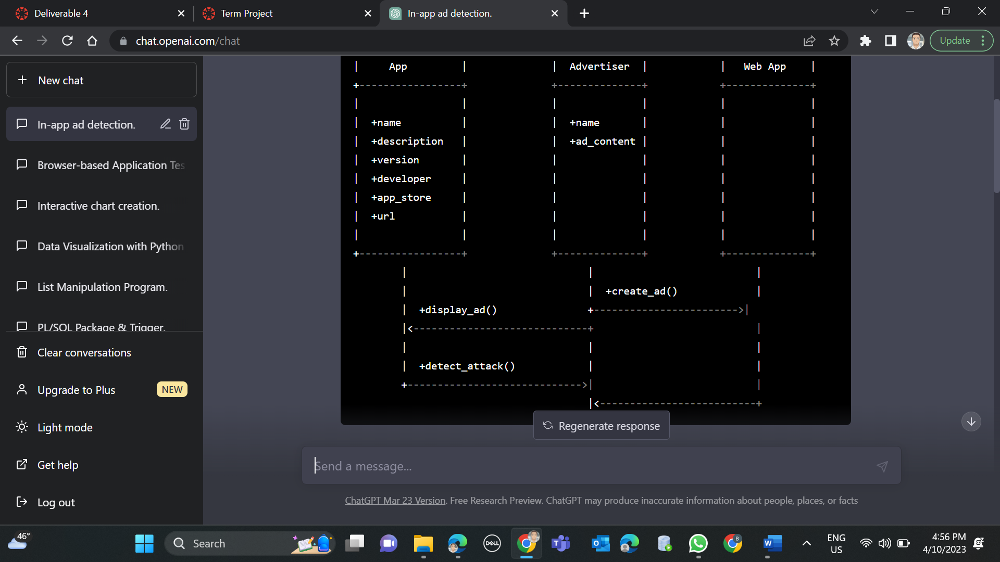 Deliverable 4
Term Project
In-app ad detection.
chat.openai.com/chat
Update
New chat
In-app ad detection.
Browser-based Application Tes
Interactive chart creation.
Data Visualization with Python
List Manipulation Program.
PL/SQL Package & Trigger.
Clear conversations
Upgrade to Plus NEW
Light mode
Get help
Log out
| App | | Advertiser | | Web App |
+-----------------+ +--------------+ +--------------+
| | | | | |
| +name | | +name | | |
| +description | | +ad_content | | |
| +version | | | | |
| +developer | | | | |
| +app_store | | | | |
| +url | | | | |
| | | | | |
+-----------------+ +--------------+ +--------------+
| | |
| | +create_ad() |
| +display_ad() +------------------------>|
|<-----------------------------+ |
| | |
| +detect_attack() | |
+----------------------------->| |
|<--------------------------+
Regenerate response
Send a message...
ChatGPT Mar 23 Version. Free Research Preview. ChatGPT may produce inaccurate information about people, places, or facts
46°
Search
DELL
ENG
US
4:56 PM
4/10/2023